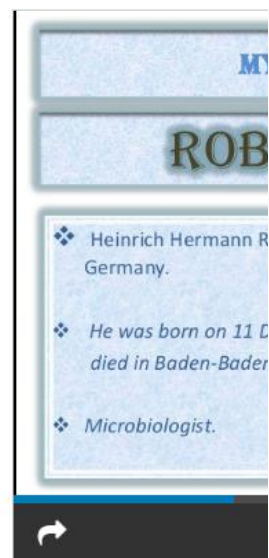 MY
ROB
❖ Heinrich Hermann R
Germany.
❖ He was born on 11 D
died in Baden-Baden
❖ Microbiologist.